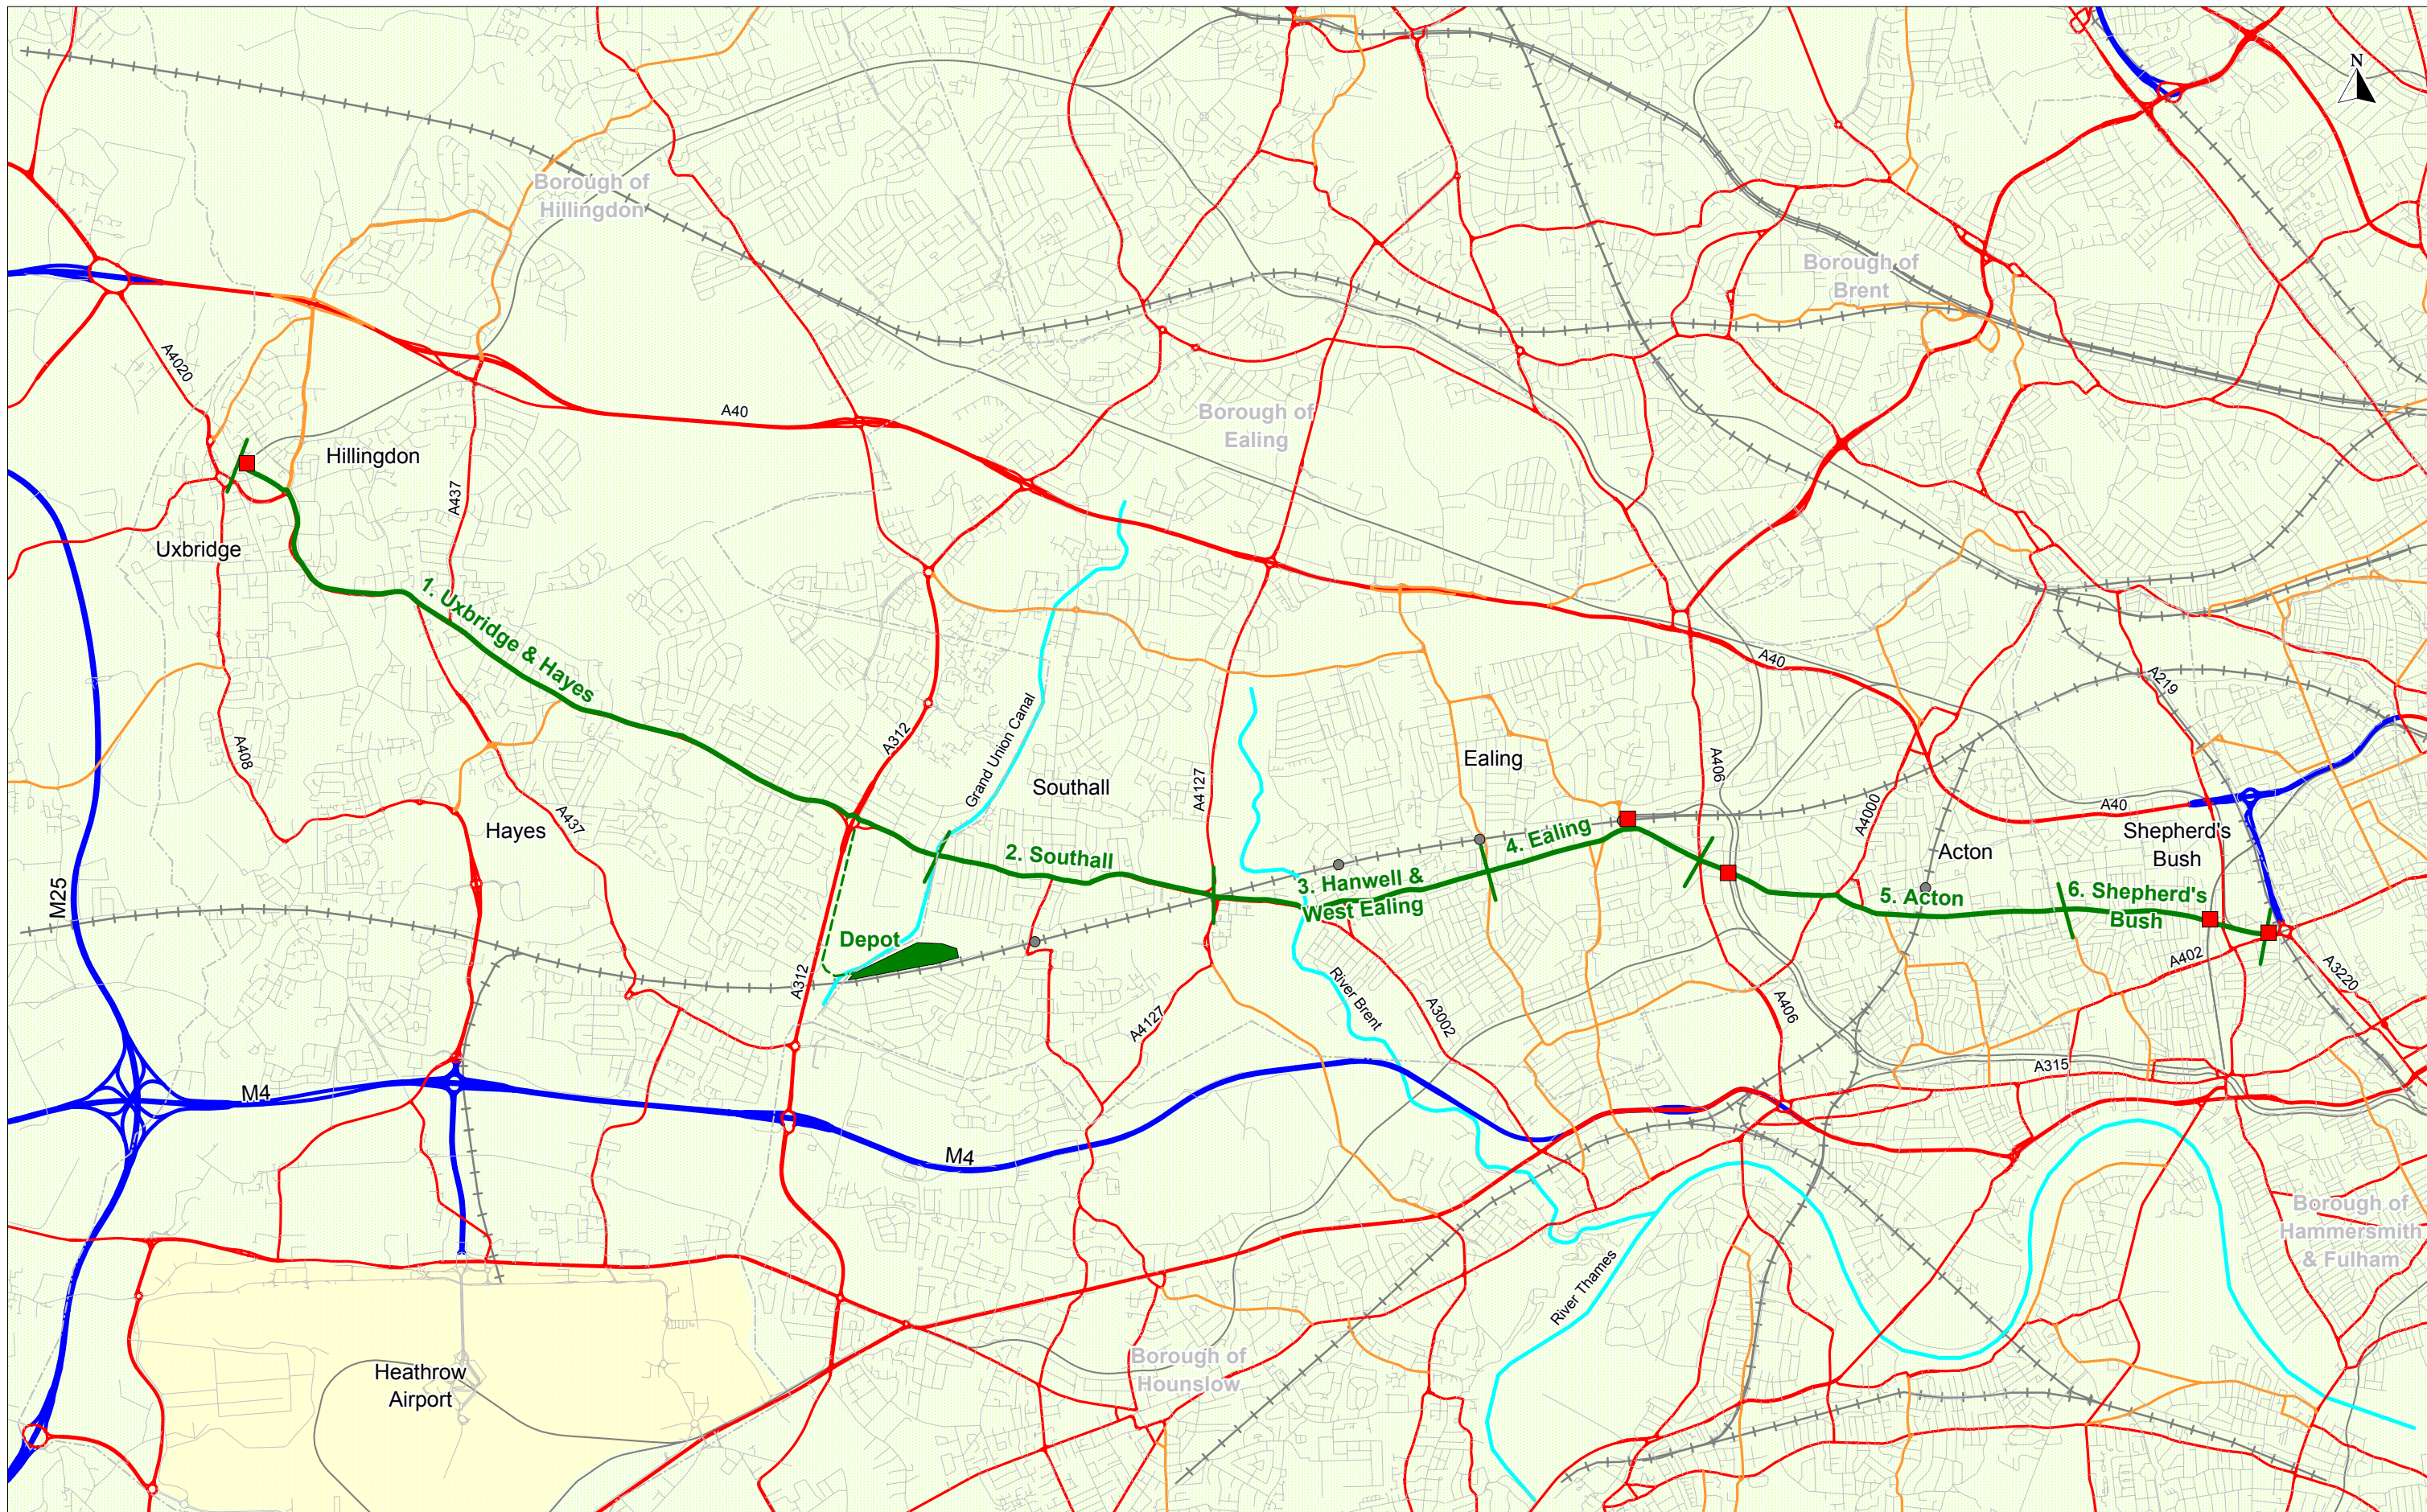 N
Borough of
Hillingdon
Borough of
Brent
A4020
A40
Borough of
Ealing
Hillingdon
A437
Uxbridge
1. Uxbridge & Hayes
A40
A219
A408
A312
Grand Union Canal
Southall
A4127
Ealing
A406
A4000
A40
Shepherd's
Bush
Hayes
A437
2. Southall
4. Ealing
Acton
M25
3. Hanwell &
West Ealing
5. Acton
6. Shepherd's
Bush
Depot
A312
A402
A3220
River Brent
A3002
A406
A4127
A315
M4
M4
Borough of
Hammersmith
& Fulham
River Thames
Heathrow
Airport
Borough of
Hounslow